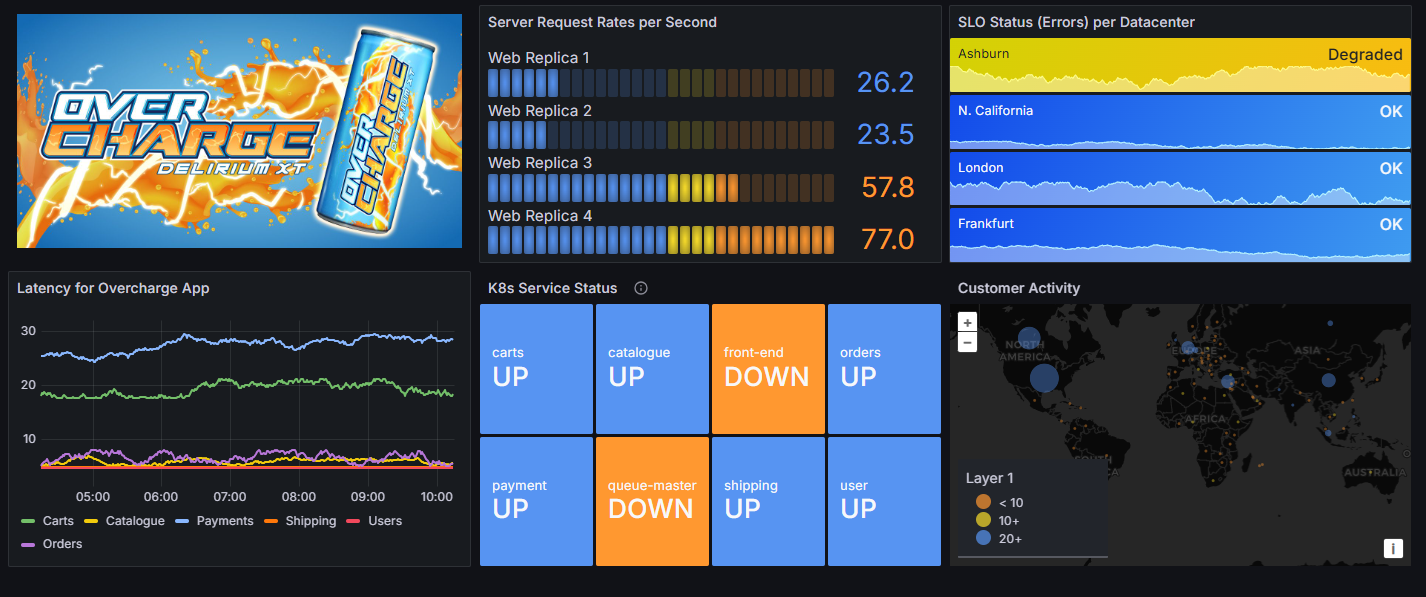 OVER
CHARGE
DELIRIUM XT
OVER
CHARGE
DELIRIUM XT
Server Request Rates per Second
Web Replica 1
26.2
Web Replica 2
23.5
Web Replica 3
57.8
Web Replica 4
77.0
SLO Status (Errors) per Datacenter
Ashburn
Degraded
N. California
OK
London
OK
Frankfurt
OK
Latency for Overcharge App
30
20
10
05:00 06:00 07:00 08:00 09:00 10:00
Carts Catalogue Payments Shipping Users
Orders
K8s Service Status
carts
UP
catalogue
UP
front-end
DOWN
orders
UP
payment
UP
queue-master
DOWN
shipping
UP
user
UP
Customer Activity
+
−
NORTH
AMERICA
EUROPE
ASIA
AFRICA
SOUTH
AUSTRALIA
Layer 1
< 10
10+
20+
i